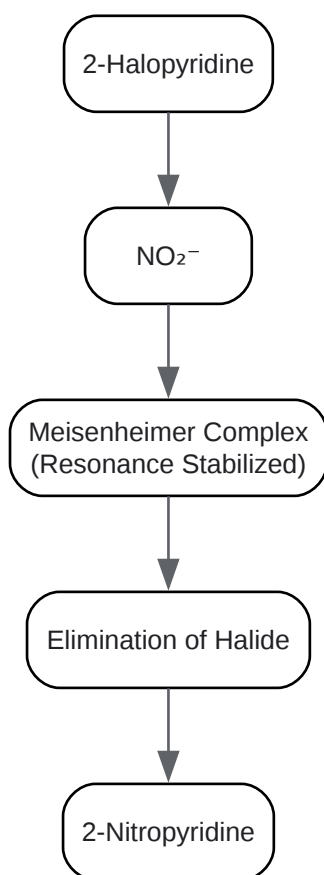 2-Halopyridine
NO₂⁻
Meisenheimer Complex
(Resonance Stabilized)
Elimination of Halide
2-Nitropyridine